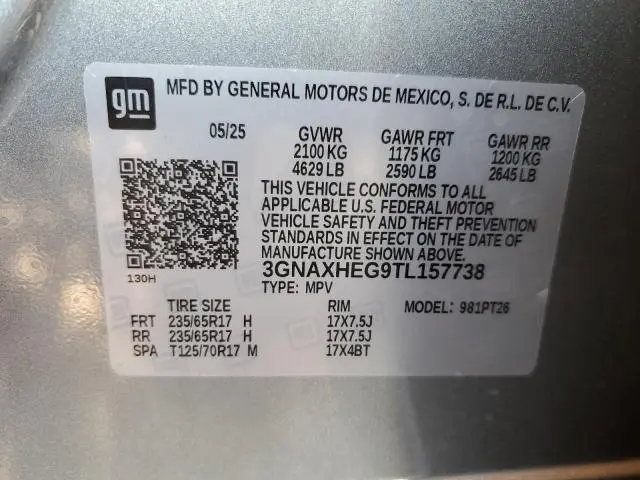 gm MFD BY GENERAL MOTORS DE MEXICO, S. DE R.L. DE C.V.
05/25 GVWR GAWR FRT GAWR RR
2100 KG 1175 KG 1200 KG
4629 LB 2590 LB 2645 LB
THIS VEHICLE CONFORMS TO ALL
APPLICABLE U.S. FEDERAL MOTOR
VEHICLE SAFETY AND THEFT PREVENTION
STANDARDS IN EFFECT ON THE DATE OF
MANUFACTURE SHOWN ABOVE.
3GNAXHEG9TL157738
130H
TYPE: MPV
TIRE SIZE RIM MODEL: 981PT26
FRT 235/65R17 H 17X7.5J
RR 235/65R17 H 17X7.5J
SPA T125/70R17 M 17X4BT